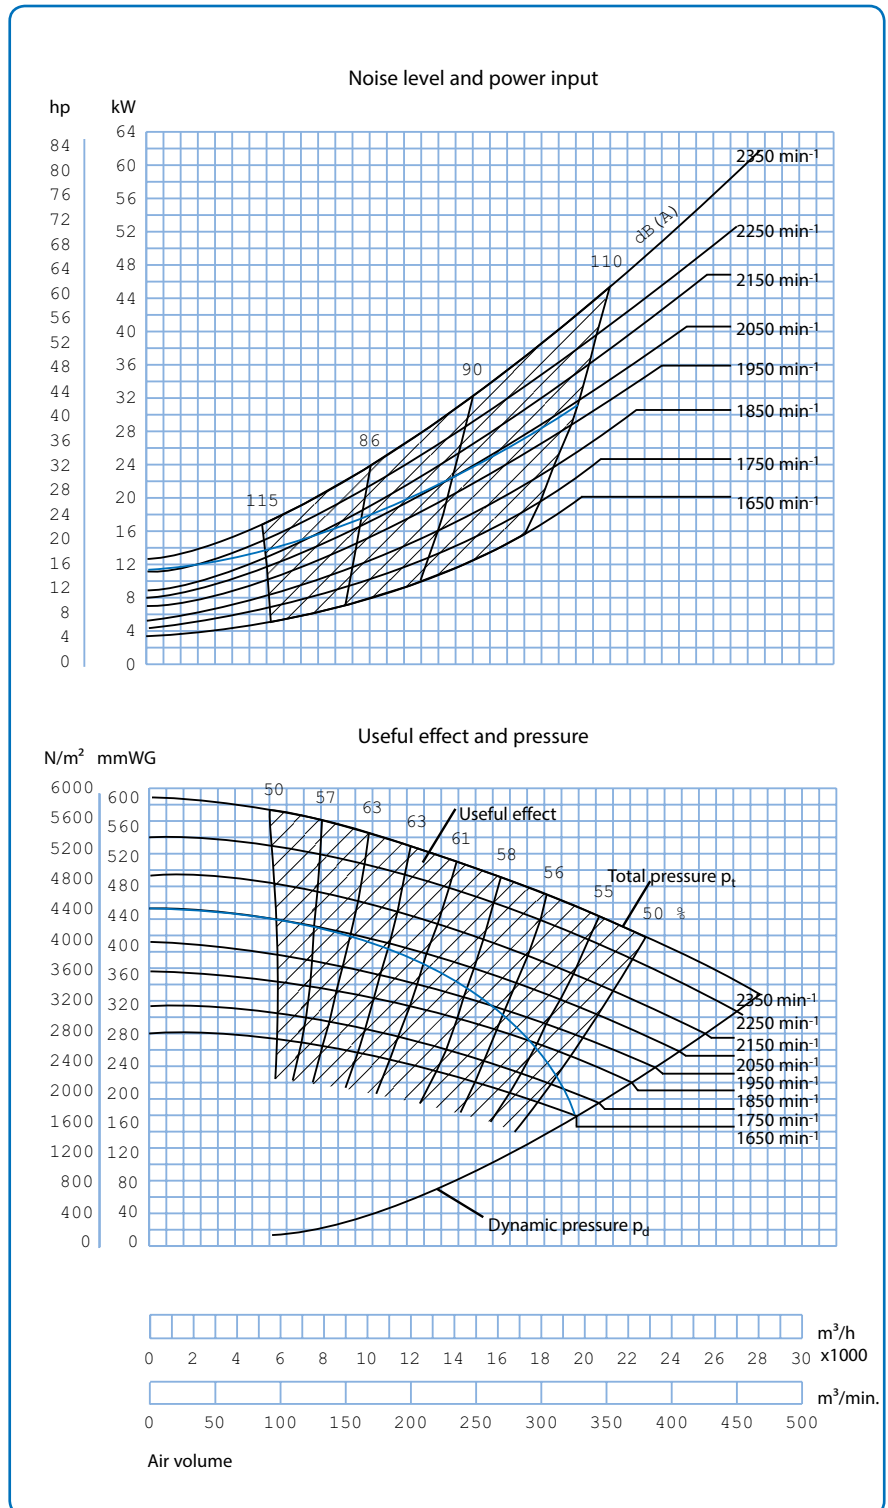 Noise level and power input
hp kW
84 80 76 72 68 64 60 56 52 48 44 40 36 32 28 24 20 16 12 8 4 0
64 60 56 52 48 44 40 36 32 28 24 20 16 12 8 4 0
115
86
90
110
dB(A)
2350 min-1
2250 min-1
2150 min-1
2050 min-1
1950 min-1
1850 min-1
1750 min-1
1650 min-1
Useful effect and pressure
N/m² mmWG
6000 5600 5200 4800 4400 4000 3600 3200 2800 2400 2000 1600 1200 800 400 0
600 560 520 480 440 400 360 320 280 240 200 160 120 80 40 0
50 57 63 63 61 58 56 55 50 %
Useful effect
Total pressure pt
2350 min-1
2250 min-1
2150 min-1
2050 min-1
1950 min-1
1850 min-1
1750 min-1
1650 min-1
Dynamic pressure pd
m³/h
0 2 4 6 8 10 12 14 16 18 20 22 24 26 28 30 x1000
m³/min.
0 50 100 150 200 250 300 350 400 450 500
Air volume